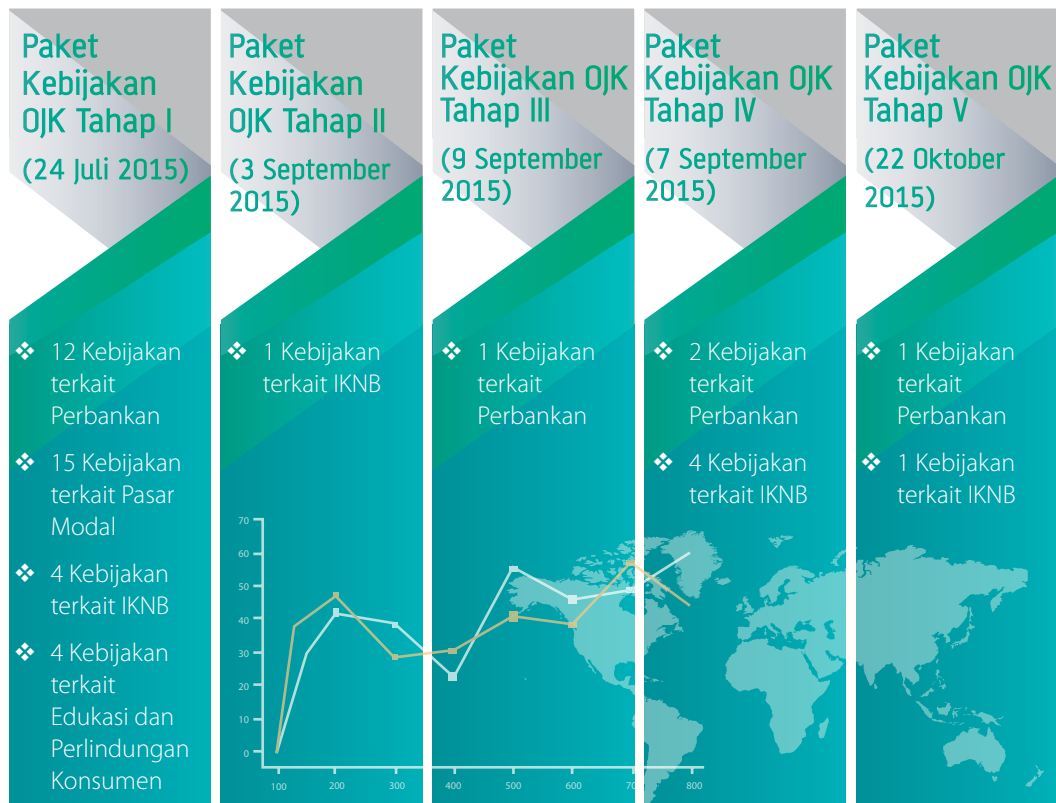 Paket
Kebijakan
OJK Tahap I
(24 Juli 2015)
❖ 12 Kebijakan
terkait
Perbankan
❖ 15 Kebijakan
terkait Pasar
Modal
❖ 4 Kebijakan
terkait IKNB
❖ 4 Kebijakan
terkait
Edukasi dan
Perlindungan
Konsumen
Paket
Kebijakan
OJK Tahap II
(3 September
2015)
❖ 1 Kebijakan
terkait IKNB
Paket
Kebijakan OJK
Tahap III
(9 September
2015)
❖ 1 Kebijakan
terkait
Perbankan
Paket
Kebijakan OJK
Tahap IV
(7 September
2015)
❖ 2 Kebijakan
terkait
Perbankan
❖ 4 Kebijakan
terkait IKNB
Paket
Kebijakan OJK
Tahap V
(22 Oktober
2015)
❖ 1 Kebijakan
terkait
Perbankan
❖ 1 Kebijakan
terkait IKNB
70
60
50
40
30
20
10
0
100 200 300 400 500 600 800